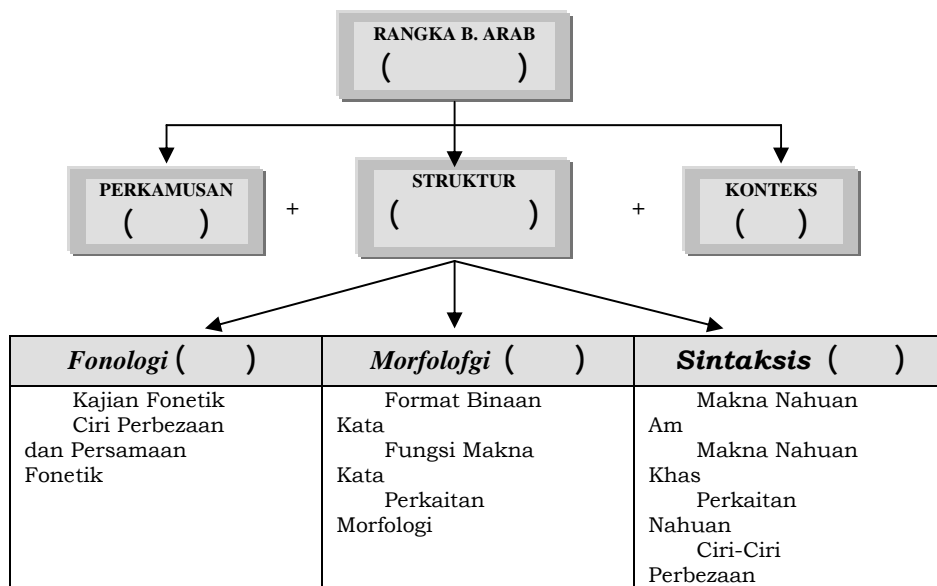 RANGKA B. ARAB
( )
PERKAMUSAN
( )
+
STRUKTUR
( )
+
KONTEKS
( )
Fonologi ( )
Kajian Fonetik
Ciri Perbezaan
dan Persamaan
Fonetik
Morfolofgi ( )
Format Binaan
Kata
Fungsi Makna
Kata
Perkaitan
Morfologi
Sintaksis ( )
Makna Nahuan
Am
Makna Nahuan
Khas
Perkaitan
Nahuan
Ciri-Ciri
Perbezaan